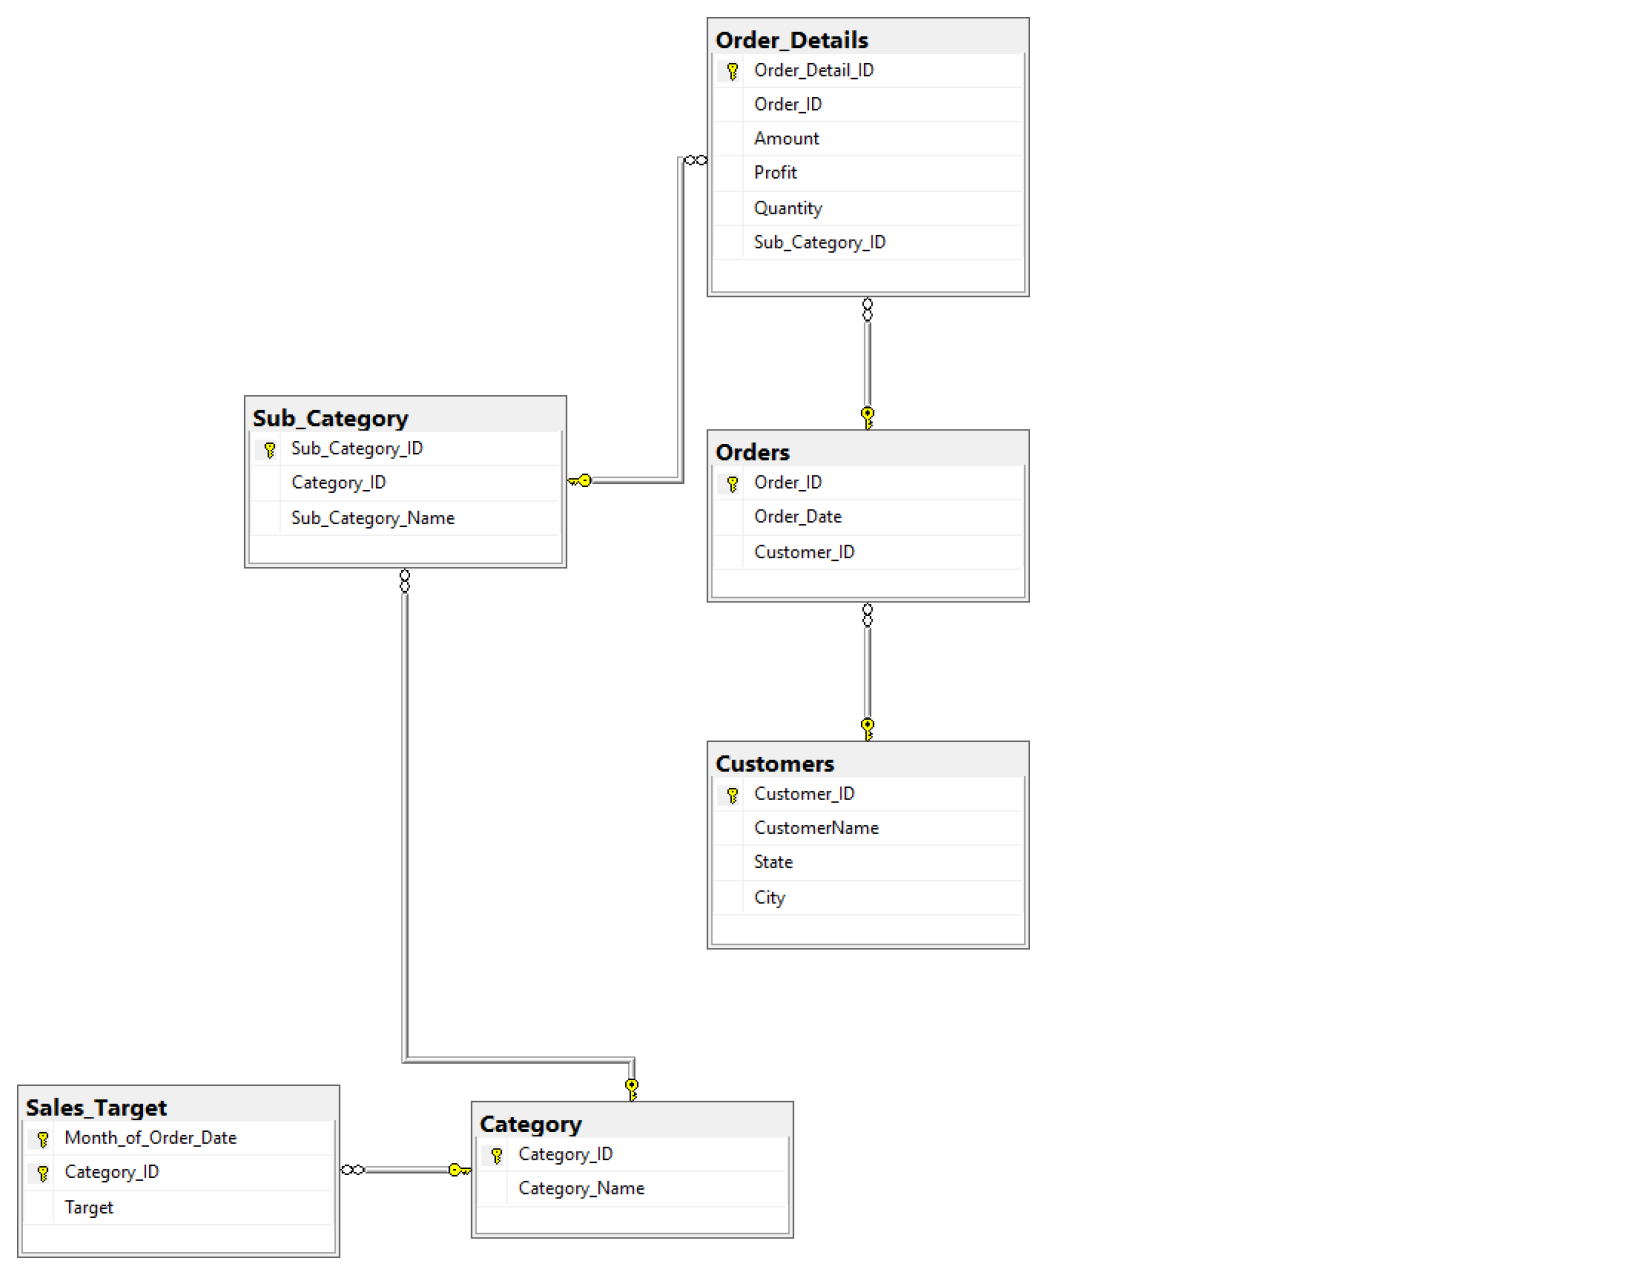 Order_Details
Order_Detail_ID
Order_ID
Amount
Profit
Quantity
Sub_Category_ID
Sub_Category
Sub_Category_ID
Category_ID
Sub_Category_Name
Orders
Order_ID
Order_Date
Customer_ID
Customers
Customer_ID
CustomerName
State
City
Sales_Target
Month_of_Order_Date
Category_ID
Target
Category
Category_ID
Category_Name